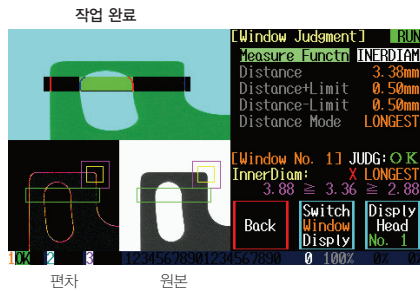 작업 완료
[Window Judgment] RUN
Measure Functn INERDIAM
Distance 3.38mm
Distance+Limit 0.50mm
Distance-Limit 0.50mm
Distance Mode LONGEST
[Window No. 1] JUDG:OK
InnerDiam: X LONGEST
3.88 ≧ 3.36 ≧ 2.88
Back
Switch
Window
Disply
Disply
Head
No. 1
1OK 2 3 12345678901234567890 0 100% 0% 0%
편차 원본